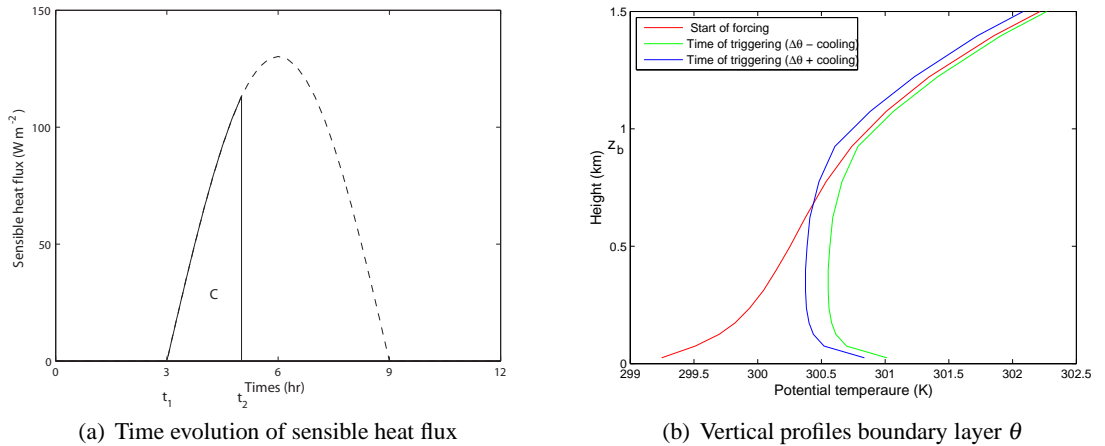 150
100
50
0
Sensible heat flux (W m⁻²)
C
0 3 6 9 12
Times (hr)
t₁ t₂
(a) Time evolution of sensible heat flux
1.5
1
z_b
0.5
0
Height (km)
Start of forcing
Time of triggering (Δθ − cooling)
Time of triggering (Δθ + cooling)
299 299.5 300 300.5 301 301.5 302 302.5
Potential temperaure (K)
(b) Vertical profiles boundary layer θ